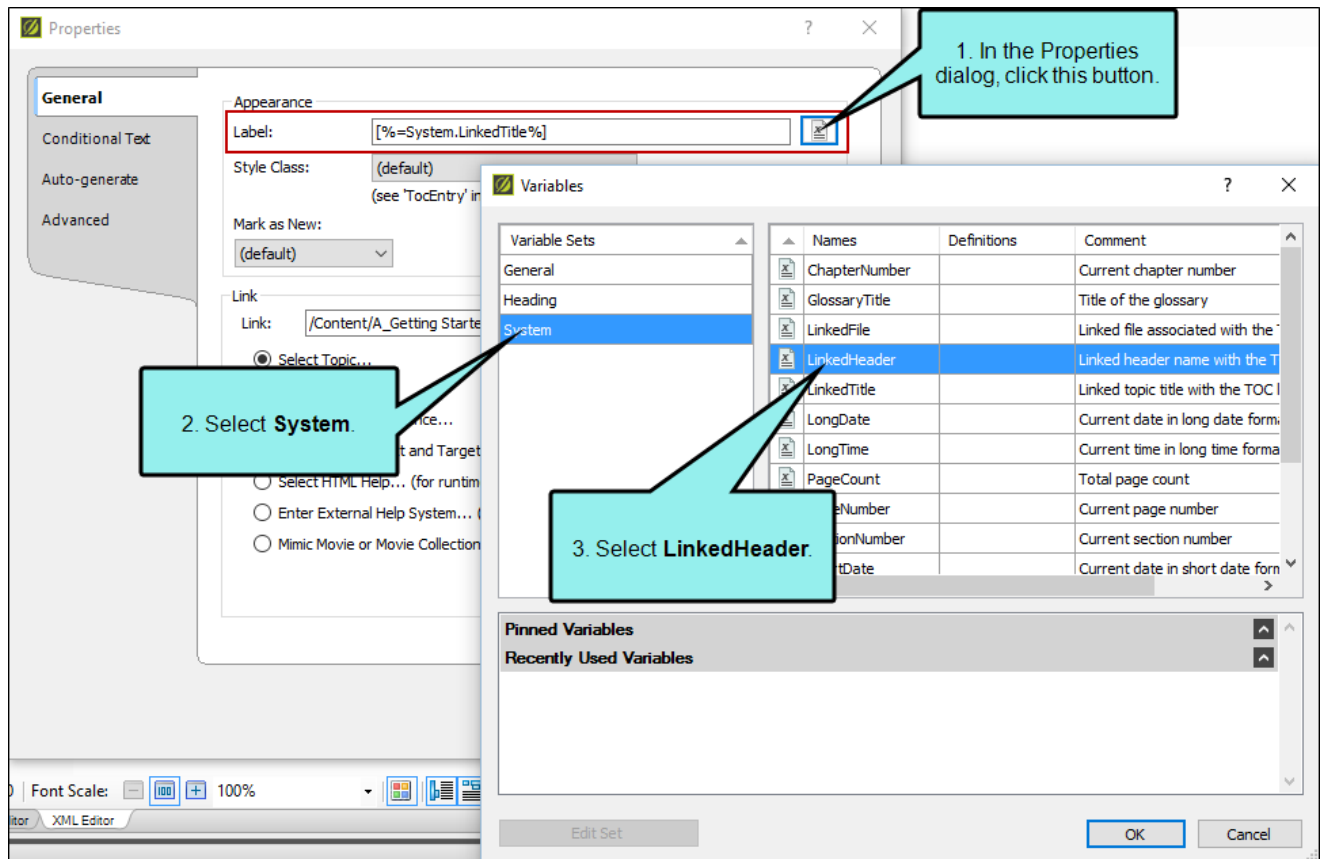 Properties
?
1. In the Properties
dialog, click this button.
General
Conditional Text
Auto-generate
Advanced
Appearance
Label: [%=System.LinkedTitle%]
Style Class: (default)
(see 'TocEntry' in
Mark as New:
(default)
Link
Link: /Content/A_Getting Starte
Select Topic...
t and Target
Select HTML Help... (for runtim
Enter External Help System... (
Mimic Movie or Movie Collection
2. Select System.
Variables
?
Variable Sets
General
Heading
System
Names Definitions Comment
ChapterNumber Current chapter number
GlossaryTitle Title of the glossary
LinkedFile Linked file associated with the
LinkedHeader Linked header name with the T
LinkedTitle Linked topic title with the TOC l
LongDate Current date in long date form
LongTime Current time in long time forma
PageCount Total page count
eNumber Current page number
ionNumber Current section number
rtDate Current date in short date form
3. Select LinkedHeader.
Pinned Variables
Recently Used Variables
Edit Set
OK
Cancel
Font Scale: 100%
itor XML Editor